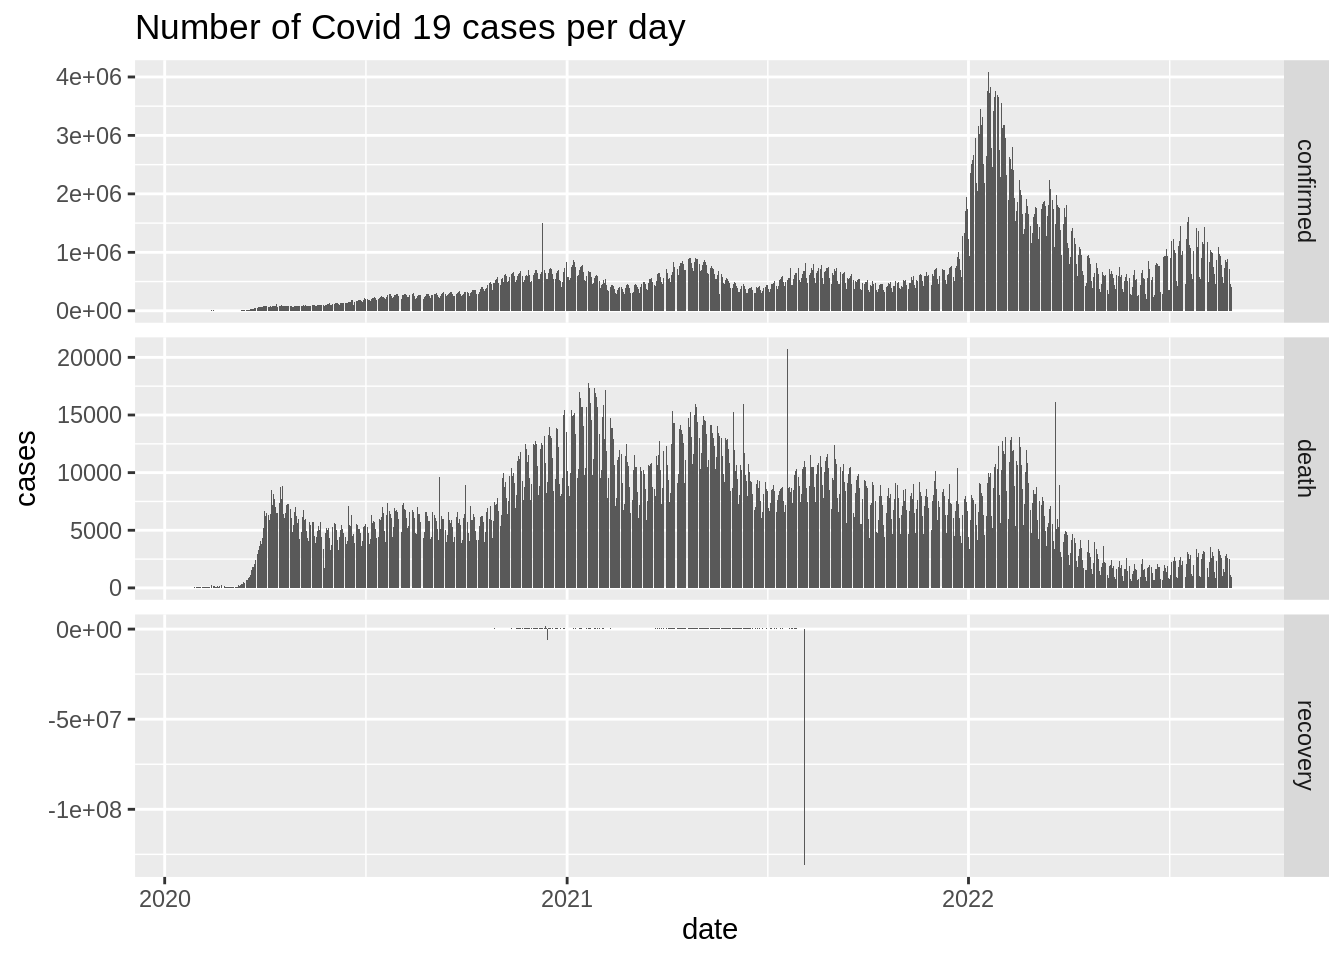 Number of Covid 19 cases per day
4e+06
3e+06
2e+06
1e+06
0e+00
confirmed
20000
15000
10000
5000
0
death
0e+00
-5e+07
-1e+08
recovery
cases
2020
2021
2022
date